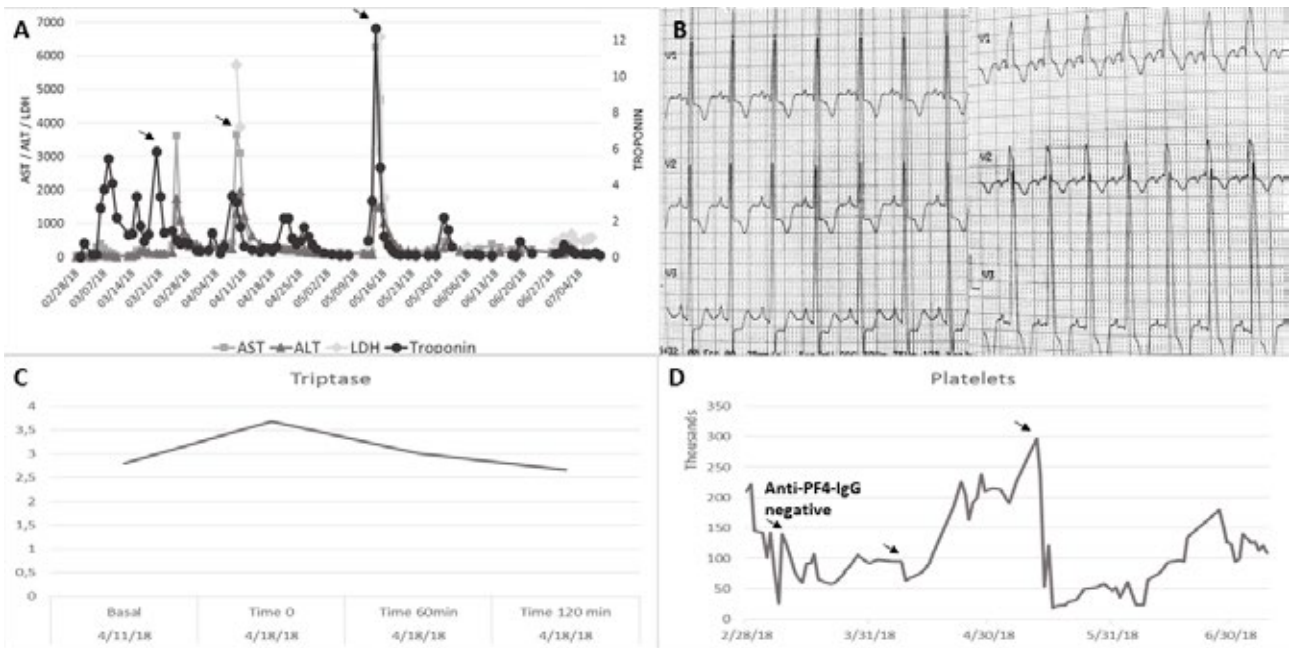 A
7000
6000
5000
4000
3000
2000
1000
0
AST / ALT / LDH
12
10
8
6
4
2
0
TROPONIN
02/28/18
03/07/18
03/14/18
03/21/18
03/28/18
04/04/18
04/11/18
04/18/18
04/25/18
05/02/18
05/09/18
05/16/18
05/23/18
05/30/18
06/06/18
06/13/18
06/20/18
06/27/18
07/04/18
AST ALT LDH Troponin
B
V1
V2
V3
V1
V2
V3
C
Triptase
4
3,5
3
2,5
2
1,5
1
0,5
0
Basal Time 0 Time 60min Time 120 min
4/11/18 4/18/18 4/18/18 4/18/18
D
Platelets
Thousands
350
300
250
200
150
100
50
0
Anti-PF4-IgG
negative
2/28/18 3/31/18 4/30/18 5/31/18 6/30/18